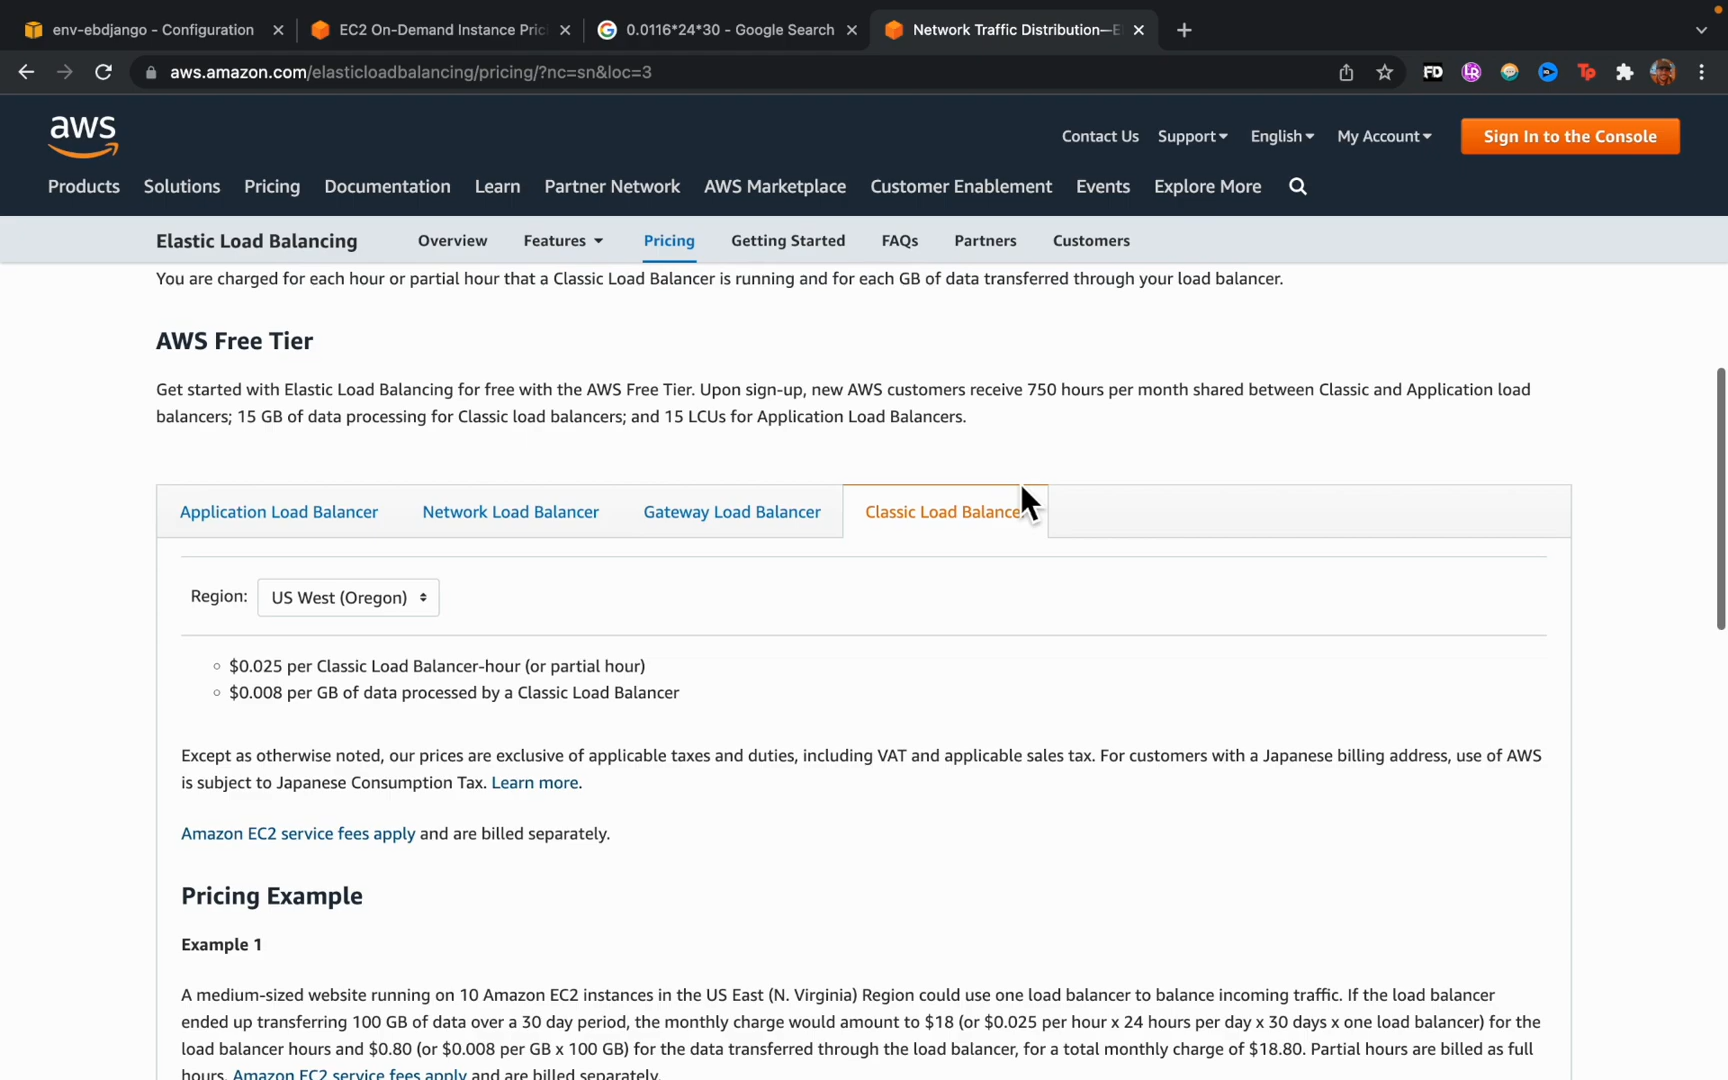 env-ebdjango - Configuration
EC2 On-Demand Instance Pric
0.0116*24*30 - Google Search
Network Traffic Distribution—El
aws.amazon.com/elasticloadbalancing/pricing/?nc=sn&loc=3
FD
LR
Tp
aws
Contact Us Support English My Account Sign In to the Console
Products Solutions Pricing Documentation Learn Partner Network AWS Marketplace Customer Enablement Events Explore More
Elastic Load Balancing Overview Features Pricing Getting Started FAQs Partners Customers
You are charged for each hour or partial hour that a Classic Load Balancer is running and for each GB of data transferred through your load balancer.
AWS Free Tier
Get started with Elastic Load Balancing for free with the AWS Free Tier. Upon sign-up, new AWS customers receive 750 hours per month shared between Classic and Application load
balancers; 15 GB of data processing for Classic load balancers; and 15 LCUs for Application Load Balancers.
Application Load Balancer Network Load Balancer Gateway Load Balancer Classic Load Balance
Region: US West (Oregon)
$0.025 per Classic Load Balancer-hour (or partial hour)
$0.008 per GB of data processed by a Classic Load Balancer
Except as otherwise noted, our prices are exclusive of applicable taxes and duties, including VAT and applicable sales tax. For customers with a Japanese billing address, use of AWS
is subject to Japanese Consumption Tax. Learn more.
Amazon EC2 service fees apply and are billed separately.
Pricing Example
Example 1
A medium-sized website running on 10 Amazon EC2 instances in the US East (N. Virginia) Region could use one load balancer to balance incoming traffic. If the load balancer
ended up transferring 100 GB of data over a 30 day period, the monthly charge would amount to $18 (or $0.025 per hour x 24 hours per day x 30 days x one load balancer) for the
load balancer hours and $0.80 (or $0.008 per GB x 100 GB) for the data transferred through the load balancer, for a total monthly charge of $18.80. Partial hours are billed as full
hours. Amazon EC2 service fees apply and are billed separately.